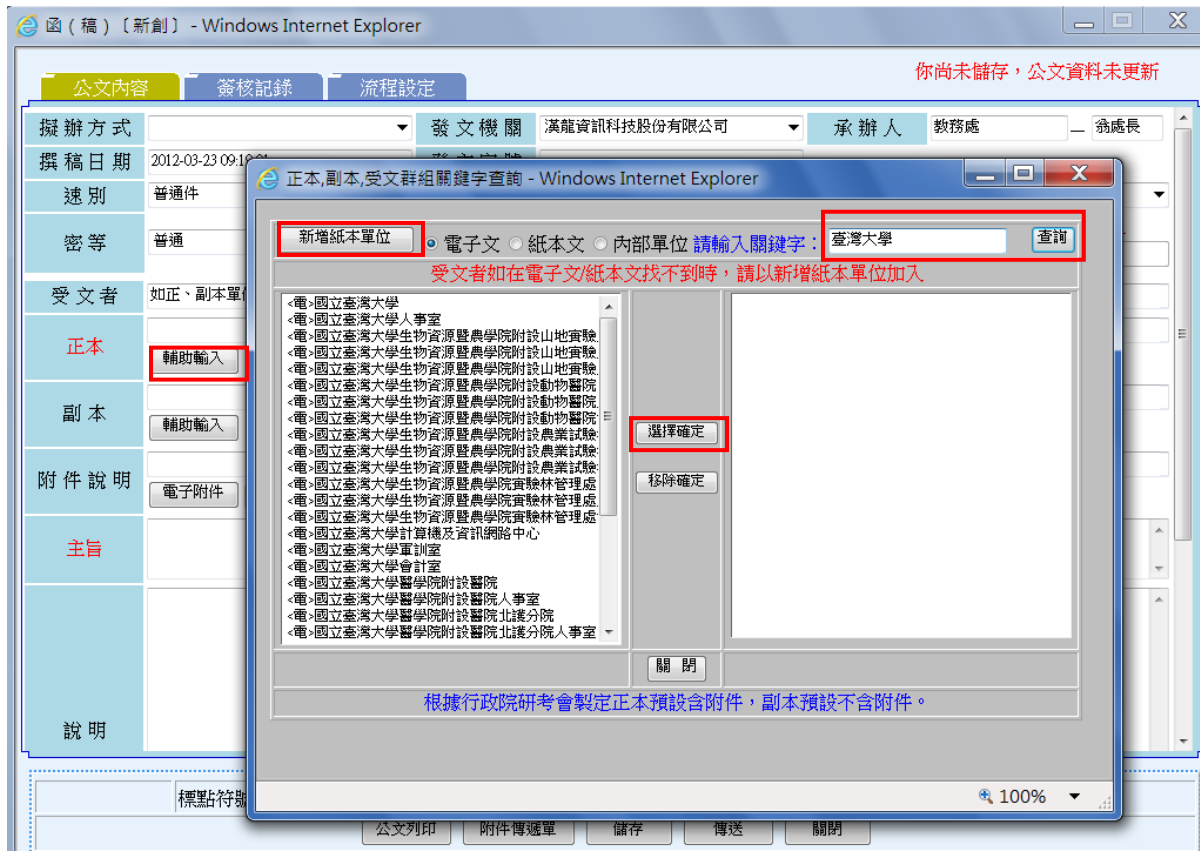 函(稿)〔新創〕 - Windows Internet Explorer
你尚未儲存，公文資料未更新
公文內容 簽核記錄 流程設定
擬辦方式 發文機關 漢龍資訊科技股份有限公司 承辦人 教務處 — 翁處長
撰稿日期 2012-03-23
速別 普通件
密等 普通
受文者 如正、副本單
正本
輔助輸入
副本
輔助輸入
附件說明
電子附件
主旨
說明
標點符號
公文列印 附件傳遞單 儲存 傳送 關閉
正本,副本,受文群組關鍵字查詢 - Windows Internet Explorer
新增紙本單位 電子文 紙本文 內部單位 請輸入關鍵字： 臺灣大學 查詢
受文者如在電子文/紙本文找不到時，請以新增紙本單位加入
<電>國立臺灣大學
<電>國立臺灣大學人事室
<電>國立臺灣大學生物資源暨農學院附設山地實驗
<電>國立臺灣大學生物資源暨農學院附設山地實驗
<電>國立臺灣大學生物資源暨農學院附設山地實驗
<電>國立臺灣大學生物資源暨農學院附設動物醫院
<電>國立臺灣大學生物資源暨農學院附設動物醫院
<電>國立臺灣大學生物資源暨農學院附設動物醫院
<電>國立臺灣大學生物資源暨農學院附設農業試驗
<電>國立臺灣大學生物資源暨農學院附設農業試驗
<電>國立臺灣大學生物資源暨農學院附設農業試驗
<電>國立臺灣大學生物資源暨農學院實驗林管理處
<電>國立臺灣大學生物資源暨農學院實驗林管理處
<電>國立臺灣大學生物資源暨農學院實驗林管理處
<電>國立臺灣大學計算機及資訊網路中心
<電>國立臺灣大學軍訓室
<電>國立臺灣大學會計室
<電>國立臺灣大學醫學院附設醫院
<電>國立臺灣大學醫學院附設醫院人事室
<電>國立臺灣大學醫學院附設醫院北護分院
<電>國立臺灣大學醫學院附設醫院北護分院人事室
選擇確定
移除確定
關 閉
根據行政院研考會製定正本預設含附件，副本預設不含附件。
100%